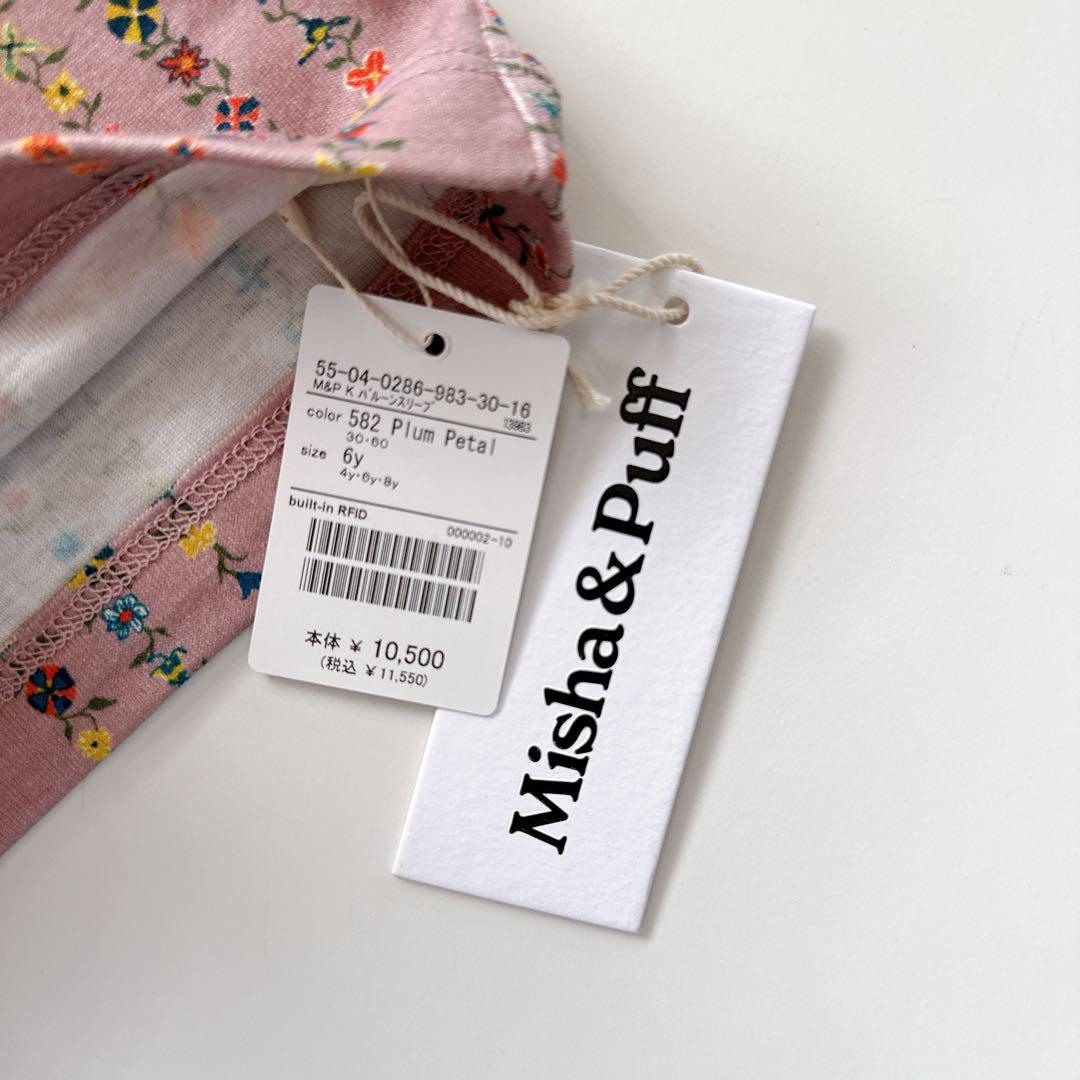 55-04-0286-983-30-16
M&P K バルーンスリーブ
13983
color 582 Plum Petal
30・60
size 6y
4y・6y・8y
built-in RFID
000002-10
本体 ¥ 10,500
(税込 ¥11,550)
Misha & Puff